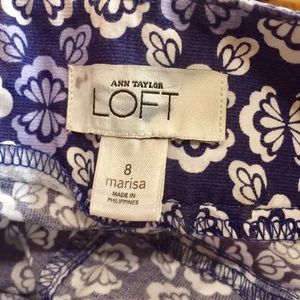 ANN TAYLOR
LOFT
8
marisa
MADE IN
PHILIPPINES